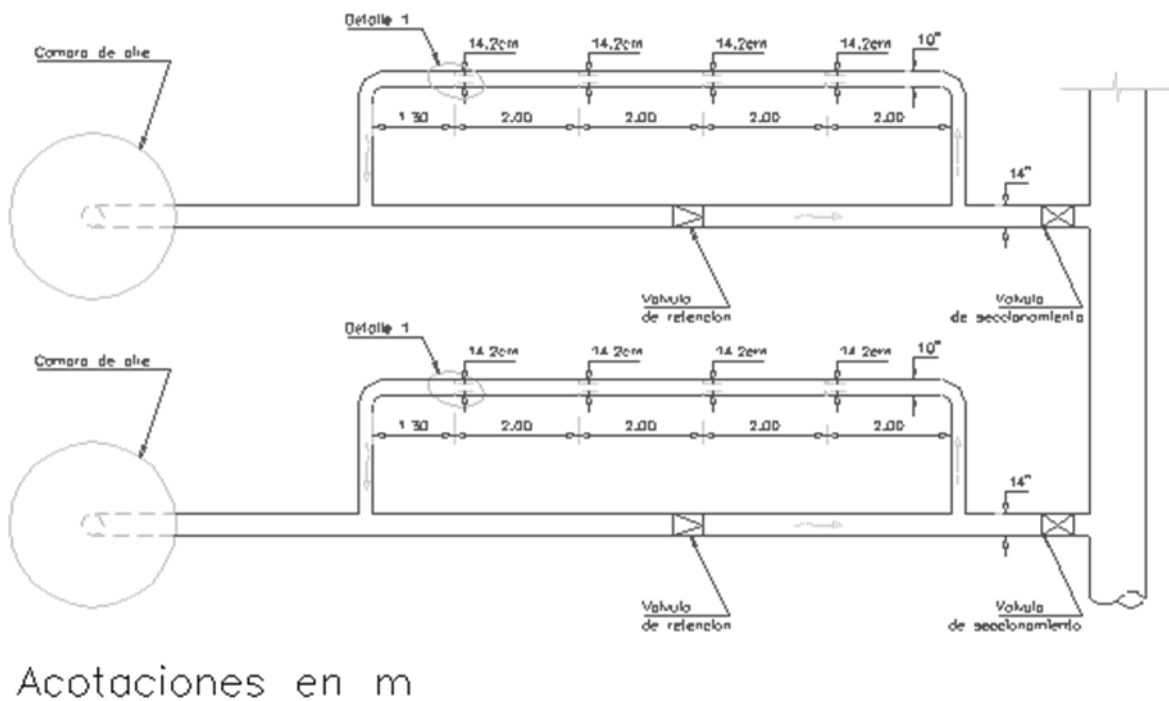 Detalle 1
Camara de aire
14.2cm 14.2cm 14.2cm 14.2cm 10"
1.30 2.00 2.00 2.00 2.00
14"
Valvula
de retencion
Valvula
de seccionamiento
Detalle 1
Camara de aire
14.2cm 14.2cm 14.2cm 14.2cm 10"
1.30 2.00 2.00 2.00 2.00
14"
Valvula
de retencion
Valvula
de seccionamiento
Acotaciones en m